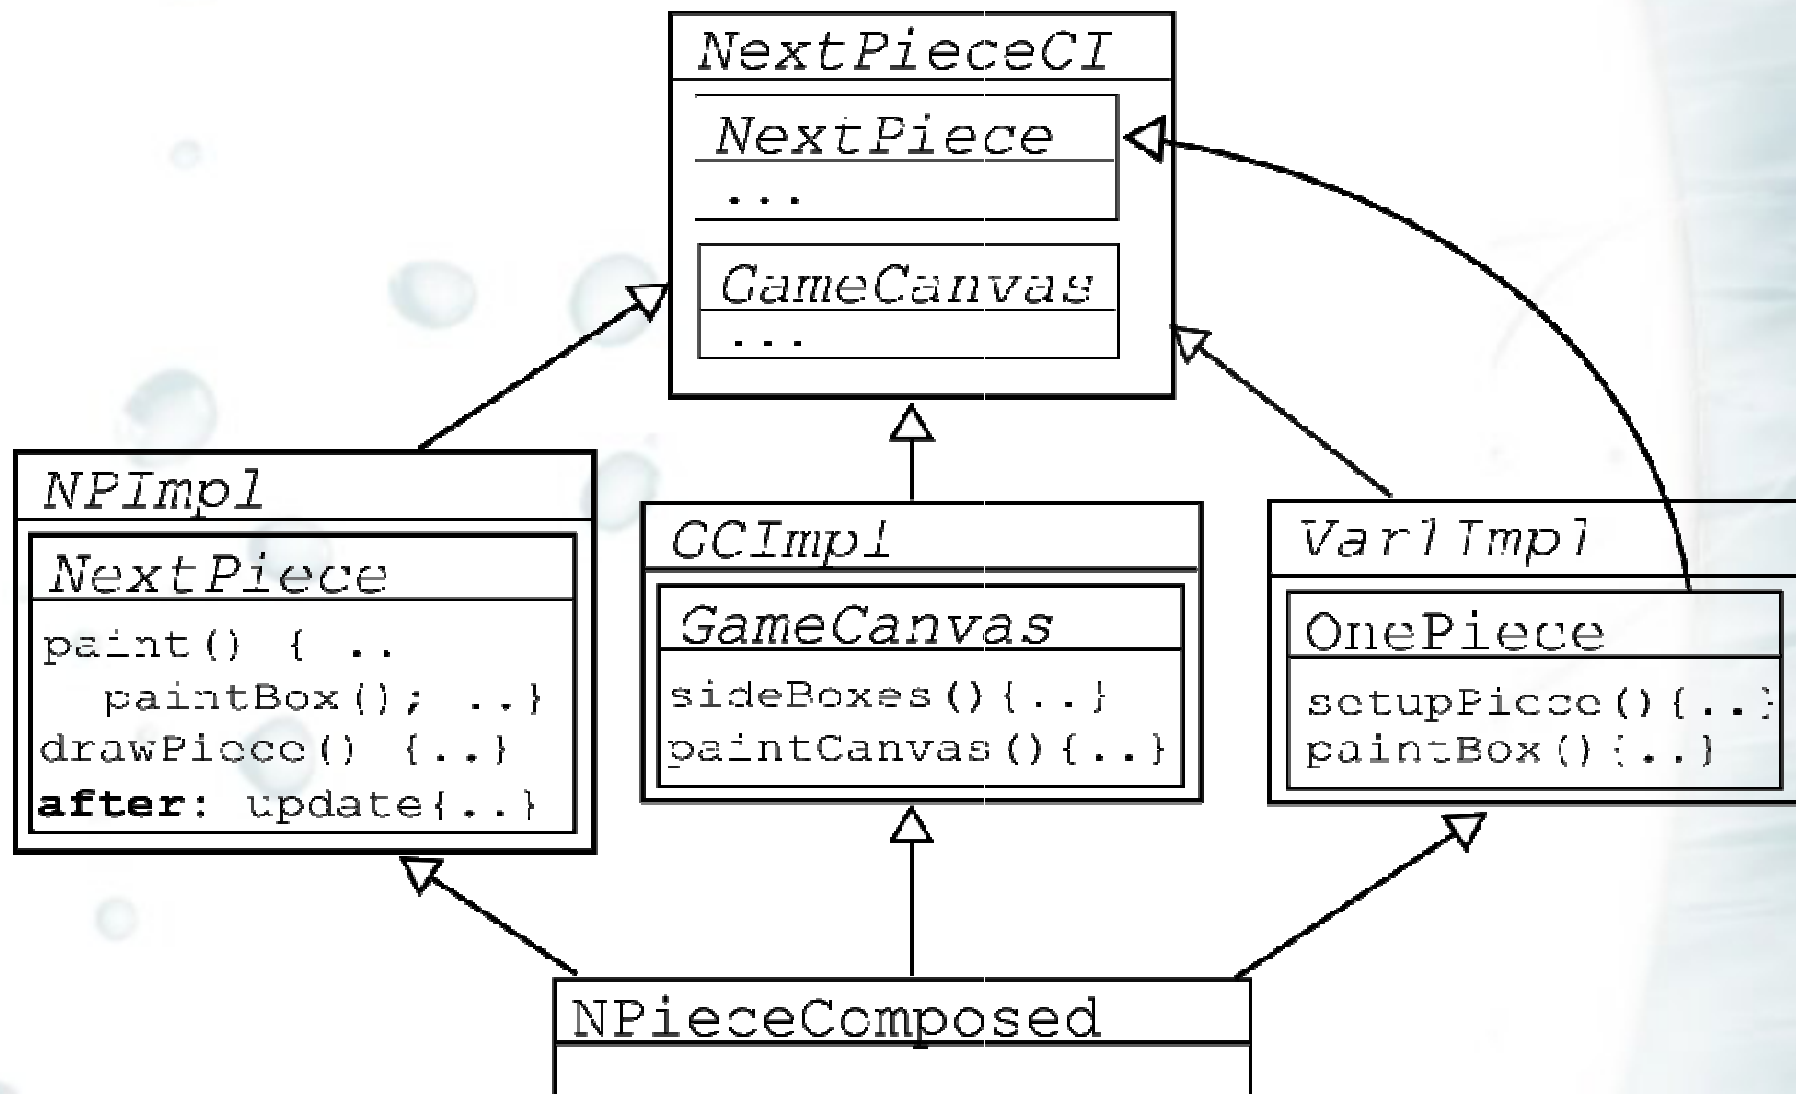 NextPieceCI
NextPiece
...
GameCanvas
...
NPImpl
NextPiece
paint() { ..
paintBox(); ..}
drawPiece() {..}
after: update{..}
GCImpl
GameCanvas
sideBoxes(){..}
paintCanvas(){..}
Var1Impl
OnePiece
setupPiece(){..}
paintBox(){..}
NPieceComposed